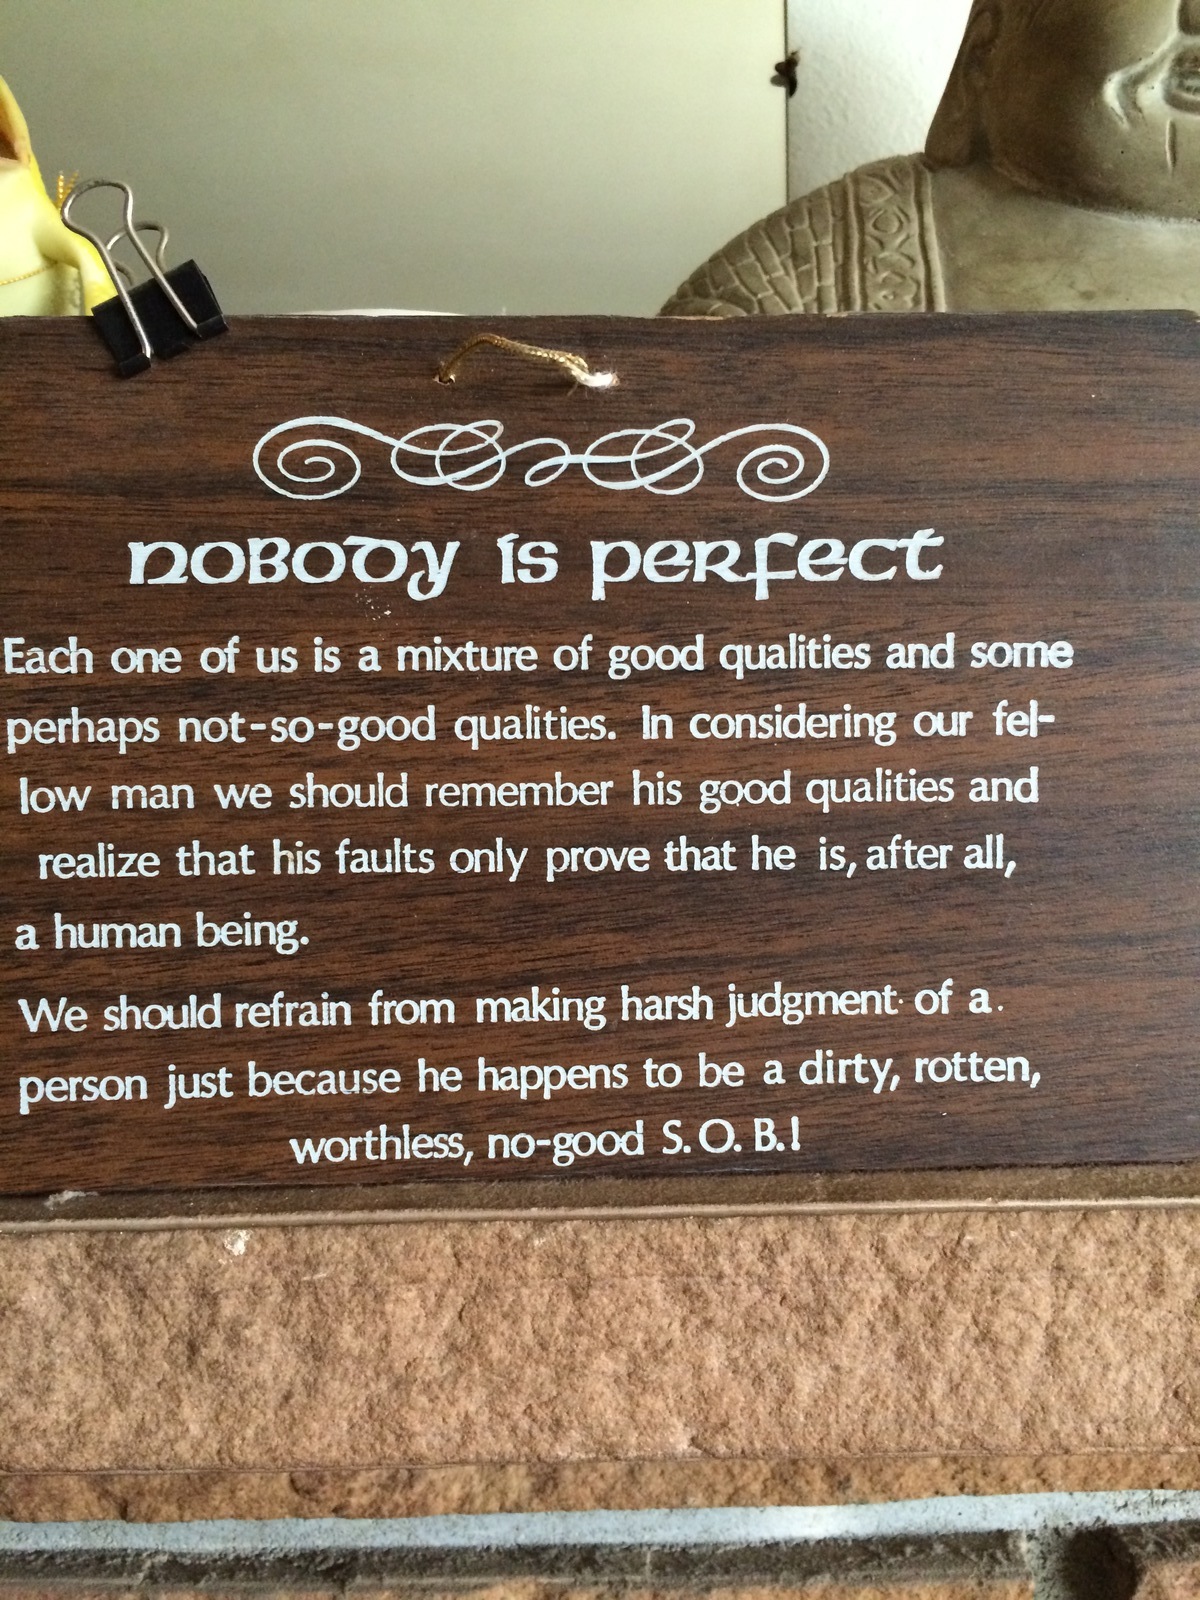 NOBODY IS PERFECT
Each one of us is a mixture of good qualities and some
perhaps not-so-good qualities. In considering our fel-
low man we should remember his good qualities and
realize that his faults only prove that he is, after all,
a human being.
We should refrain from making harsh judgment of a
person just because he happens to be a dirty, rotten,
worthless, no-good S.O.B.!